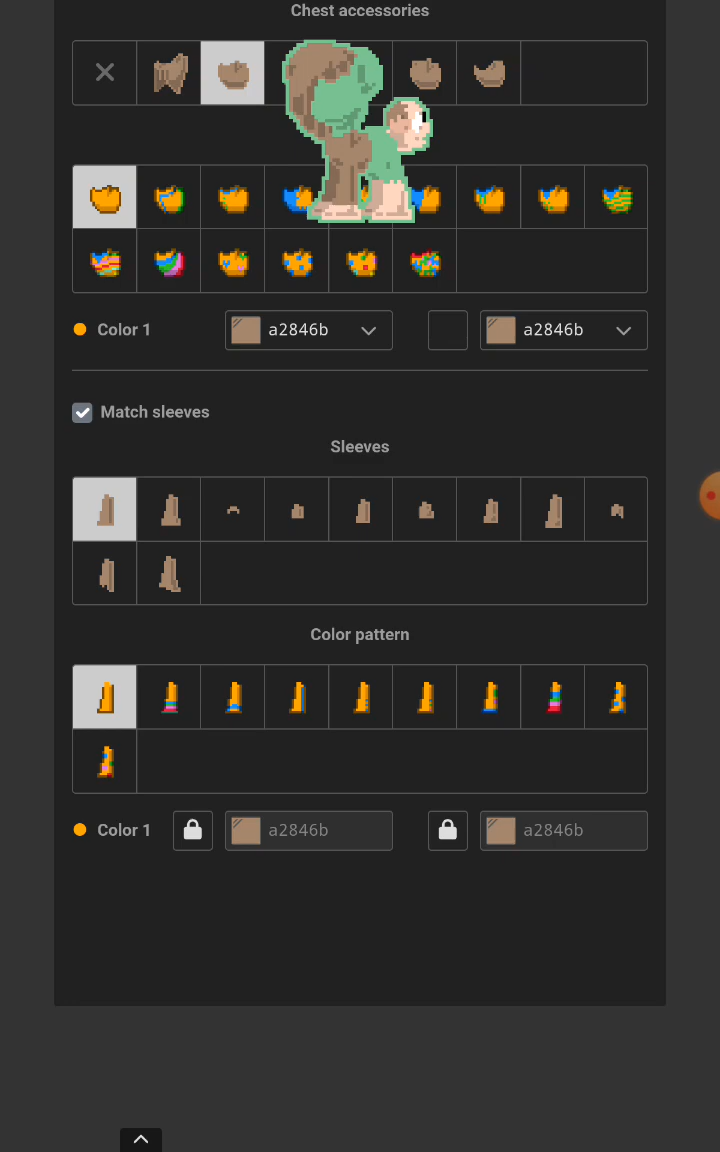 Chest accessories
Color 1 a2846b a2846b
Match sleeves
Sleeves
Color pattern
Color 1 a2846b a2846b